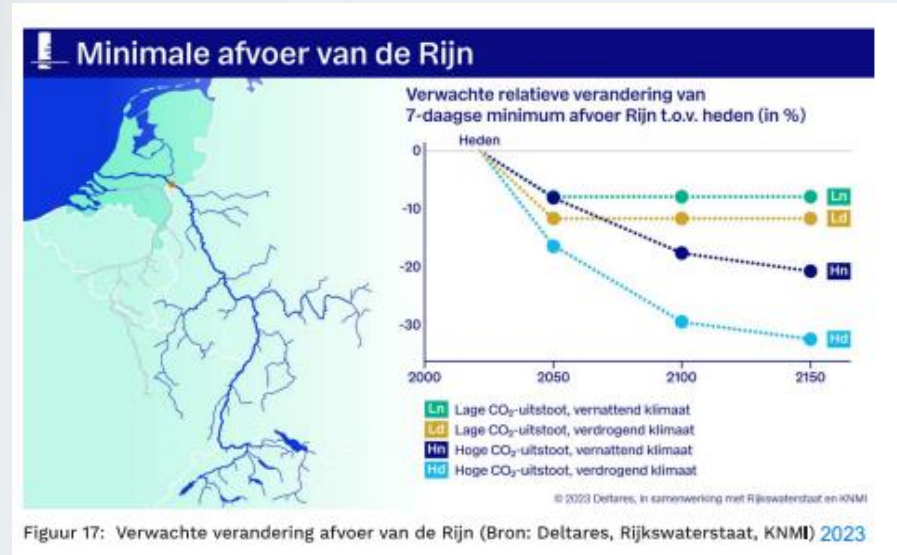 Minimale afvoer van de Rijn
Verwachte relatieve verandering van
7-daagse minimum afvoer Rijn t.o.v. heden (in %)
Heden
0
-10
-20
-30
2000
2050
2100
2150
Ln
Ld
Hn
Hd
Ln Lage CO₂-uitstoot, vernattend klimaat
Ld Lage CO₂-uitstoot, verdrogend klimaat
Hn Hoge CO₂-uitstoot, vernattend klimaat
Hd Hoge CO₂-uitstoot, verdrogend klimaat
© 2023 Deltares, in samenwerking met Rijkswaterstaat en KNMI
Figuur 17: Verwachte verandering afvoer van de Rijn (Bron: Deltares, Rijkswaterstaat, KNMI) 2023